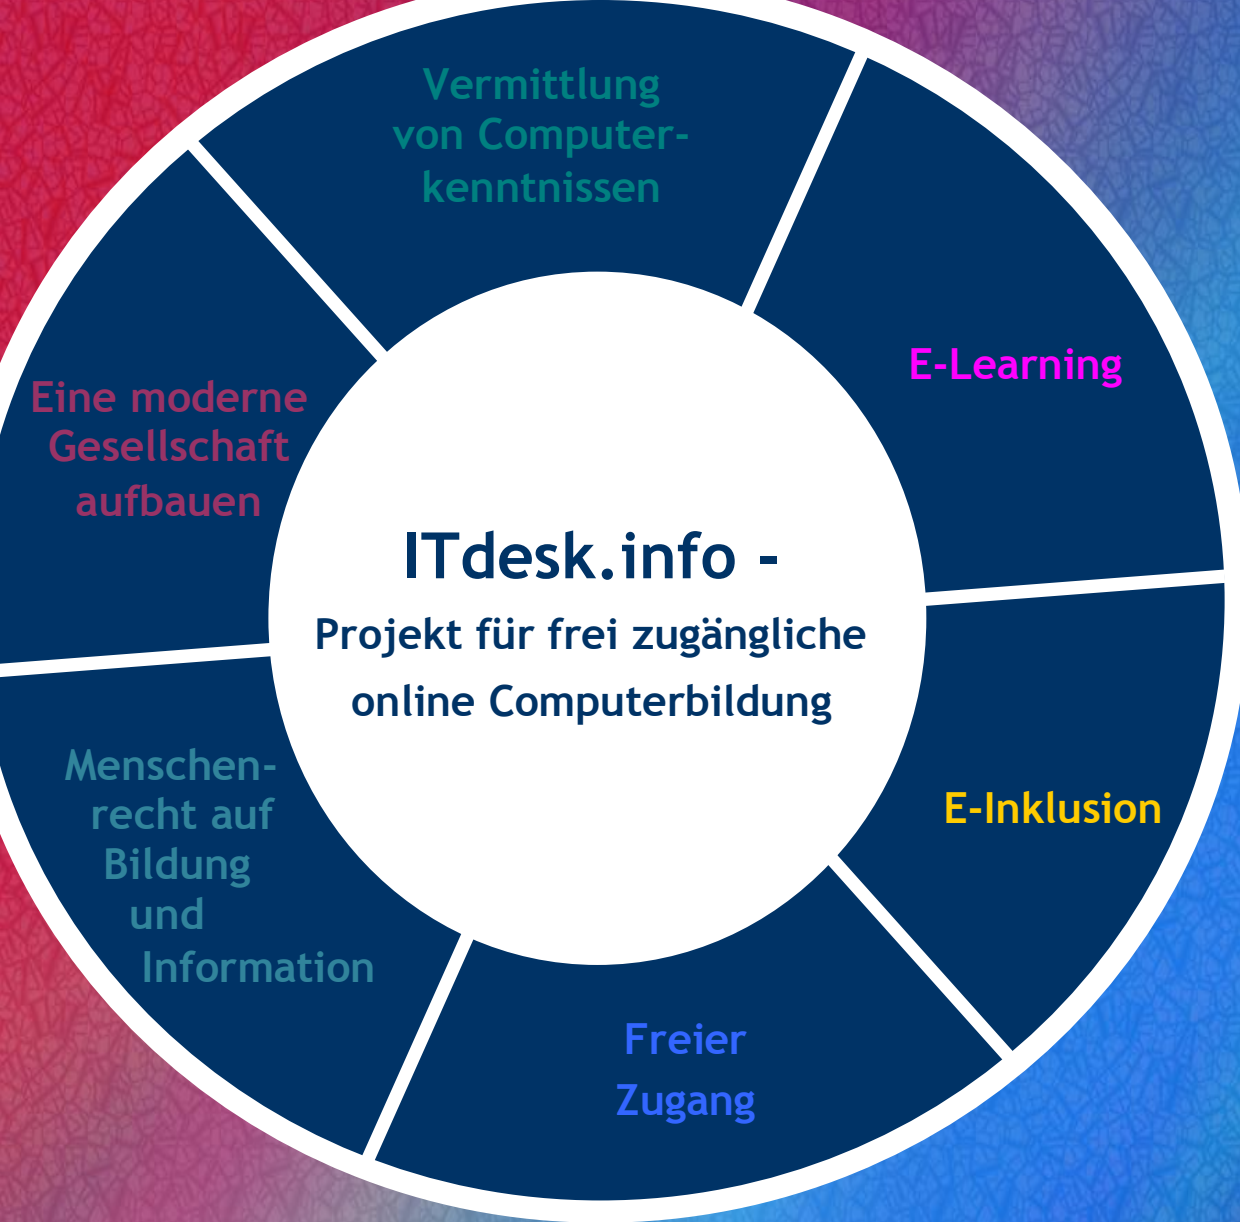 Vermittlung
von Computer-
kenntnissen
E-Learning
Eine moderne
Gesellschaft
aufbauen
ITdesk.info -
Projekt für frei zugängliche
online Computerbildung
Menschen-
recht auf
Bildung
und
Information
E-Inklusion
Freier
Zugang